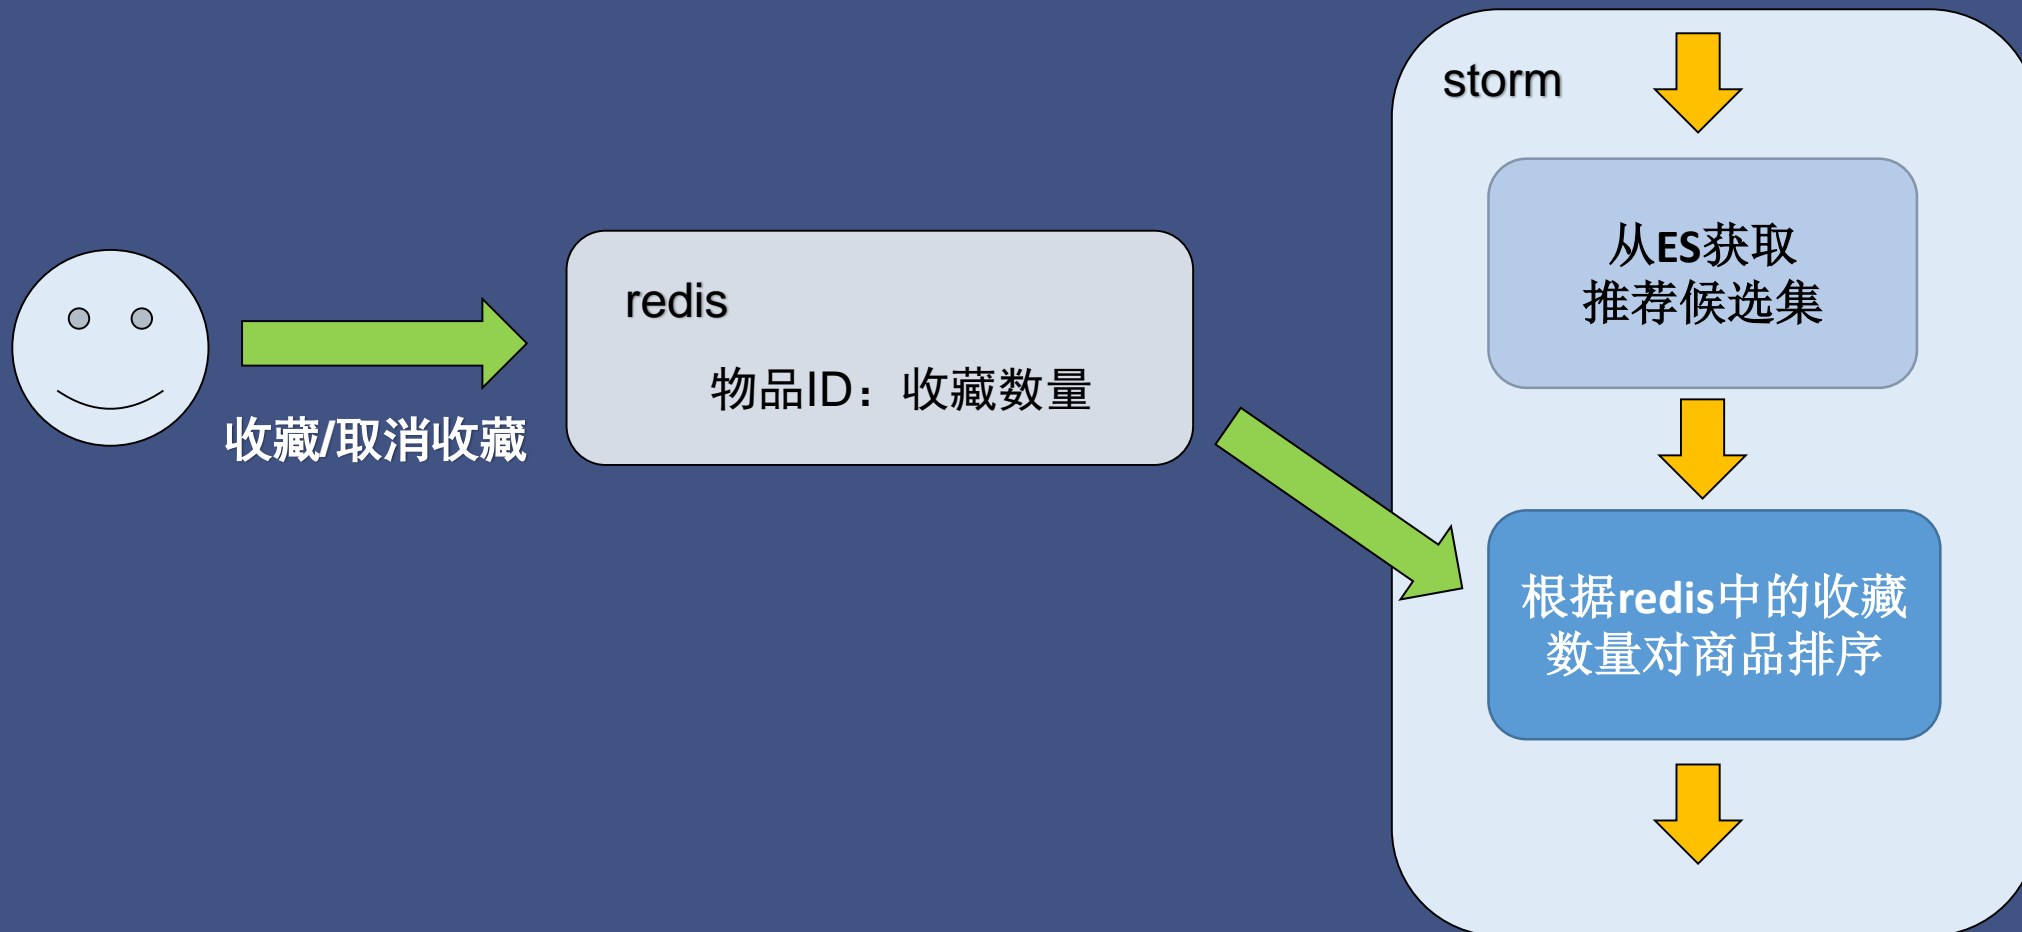 storm
从ES获取
推荐候选集
redis
物品ID：收藏数量
收藏/取消收藏
根据redis中的收藏
数量对商品排序